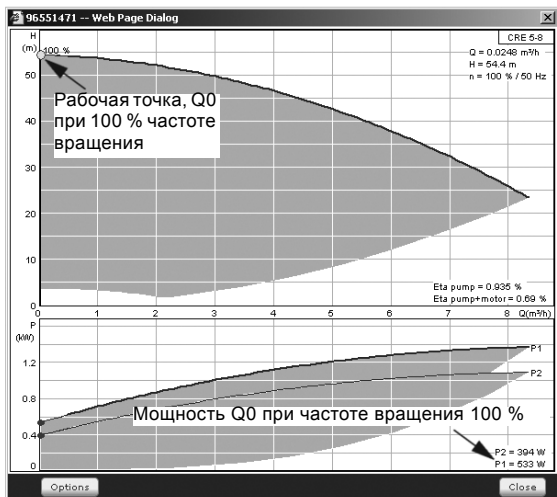 96551471 -- Web Page Dialog
H
(m)
100 %
CRE 5-8
Q = 0.0248 m³/h
H = 54.4 m
n = 100 % / 50 Hz
50
Рабочая точка, Q0
при 100 % частоте
вращения
40
30
20
10
Eta pump = 0.935 %
Eta pump+motor = 0.69 %
0
0 1 2 3 4 5 6 7 8 Q(m³/h)
P
(kW)
P1
1.2
P2
0.8
Мощность Q0 при частоте вращения 100 %
0.4
P2 = 394 W
P1 = 533 W
0
Options
Close